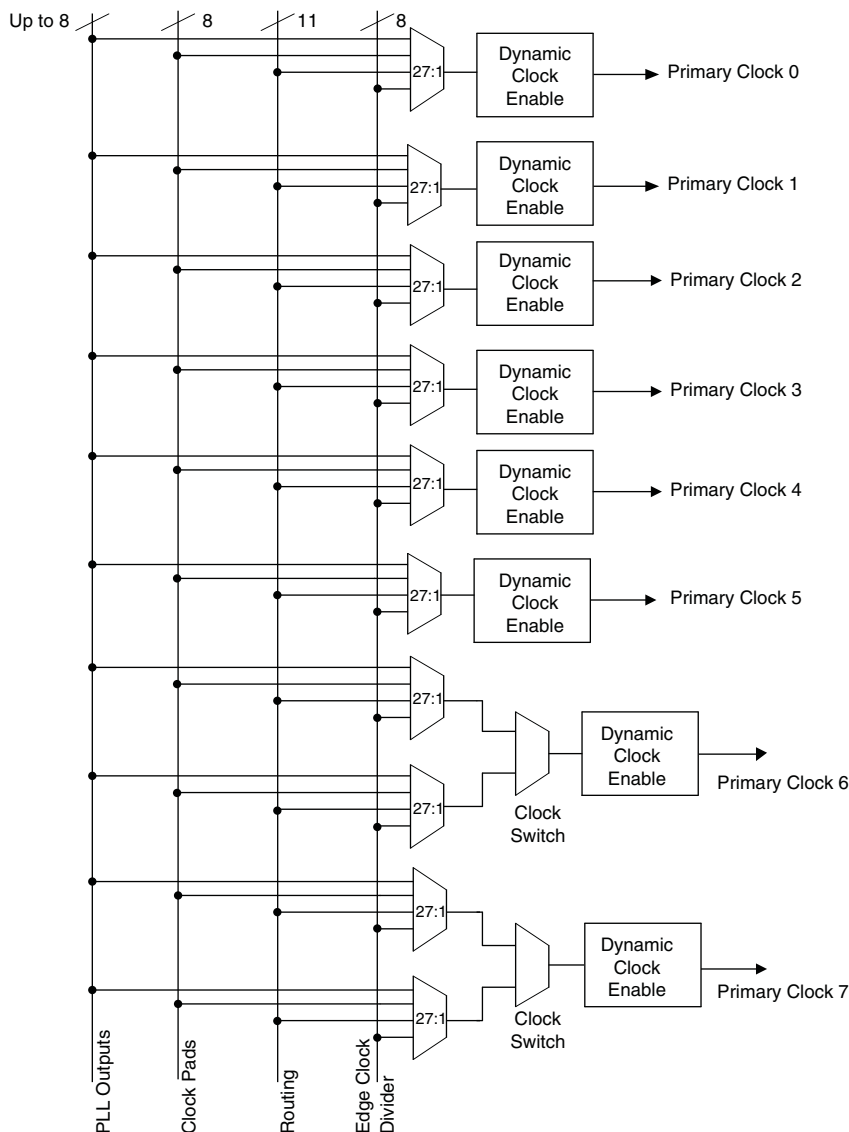 Up to 8
8
11
8
27:1
Dynamic
Clock
Enable
Primary Clock 0
27:1
Dynamic
Clock
Enable
Primary Clock 1
27:1
Dynamic
Clock
Enable
Primary Clock 2
27:1
Dynamic
Clock
Enable
Primary Clock 3
27:1
Dynamic
Clock
Enable
Primary Clock 4
27:1
Dynamic
Clock
Enable
Primary Clock 5
27:1
27:1
Clock
Switch
Dynamic
Clock
Enable
Primary Clock 6
27:1
27:1
Clock
Switch
Dynamic
Clock
Enable
Primary Clock 7
PLL Outputs
Clock Pads
Routing
Edge Clock
Divider